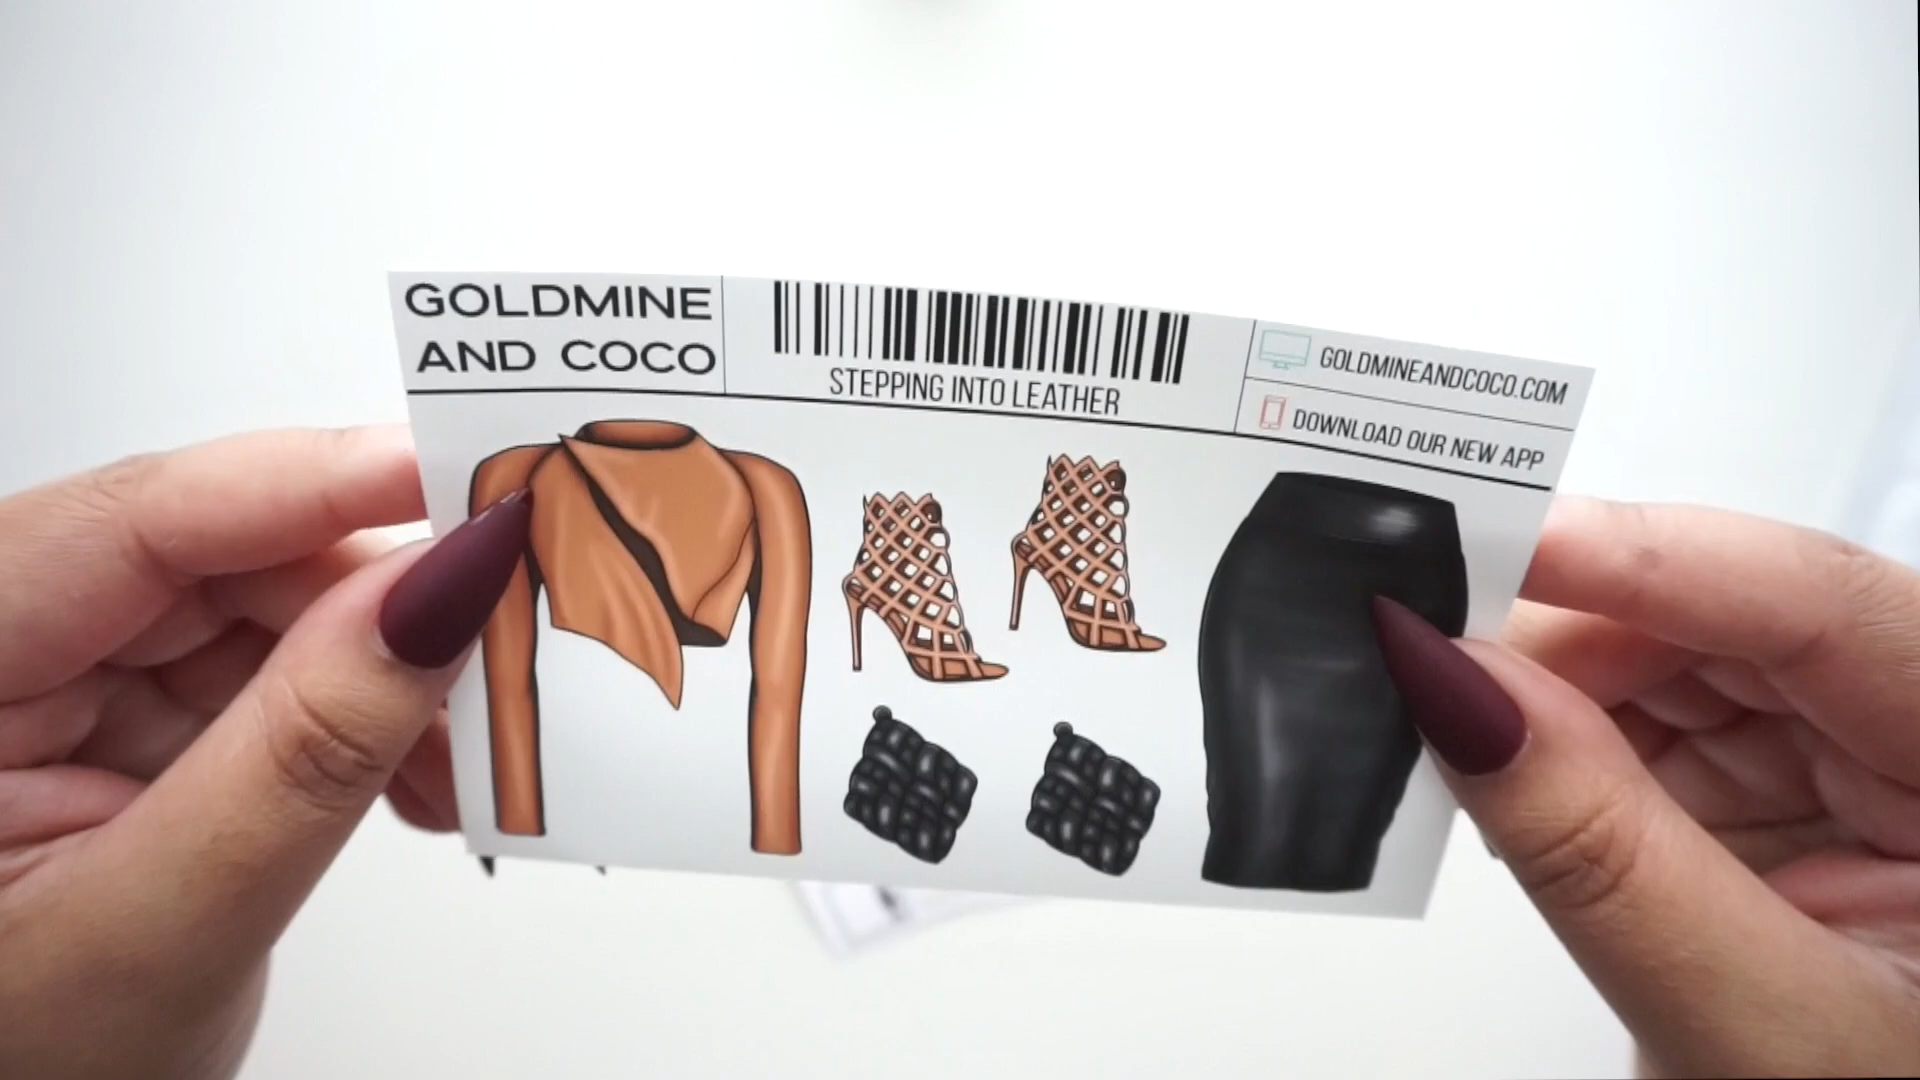 GOLDMINE
AND COCO
STEPPING INTO LEATHER
GOLDMINEANDCOCO.COM
DOWNLOAD OUR NEW APP